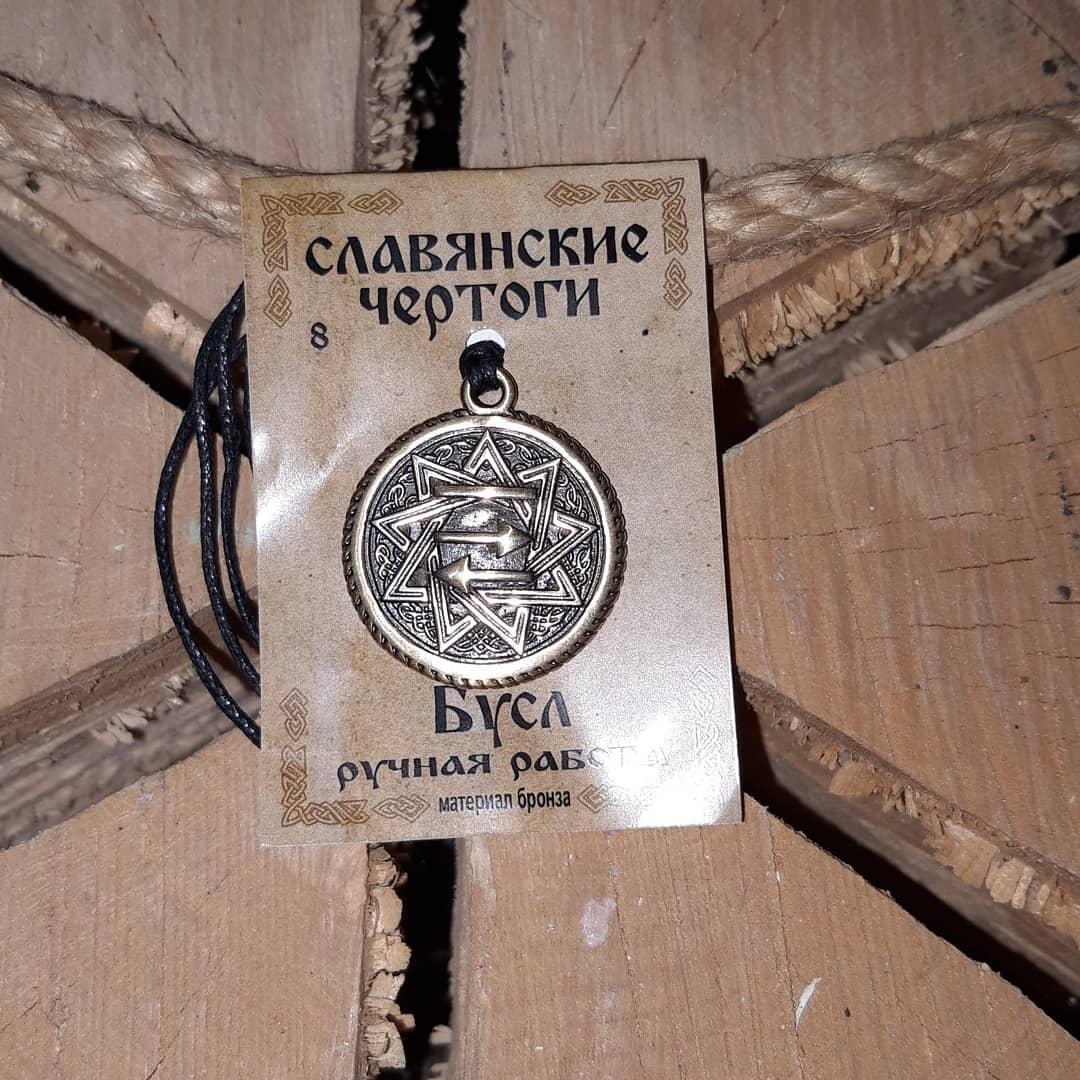 СЛАВЯНСКИЕ
ЧЕРТОГИ
8
Бусл
ручная работа
материал бронза